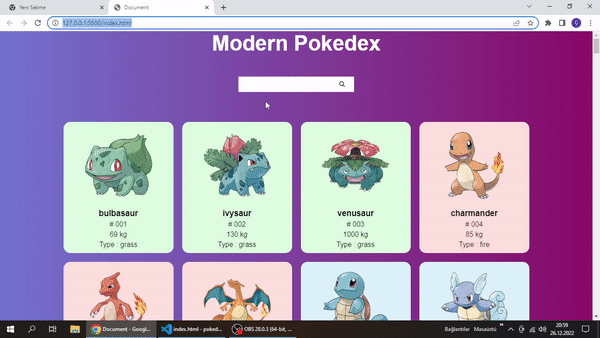 Yeni Sekme
Document
127.0.0.1:5500/index.html
Modern Pokedex
bulbasaur
# 001
69 kg
Type : grass
ivysaur
# 002
130 kg
Type : grass
venusaur
# 003
1000 kg
Type : grass
charmander
# 004
85 kg
Type : fire
Document - Googl...
index.html - poked...
OBS 28.0.3 (64-bit, ...
Bağlantılar
Masaüstü
20:59
26.12.2022